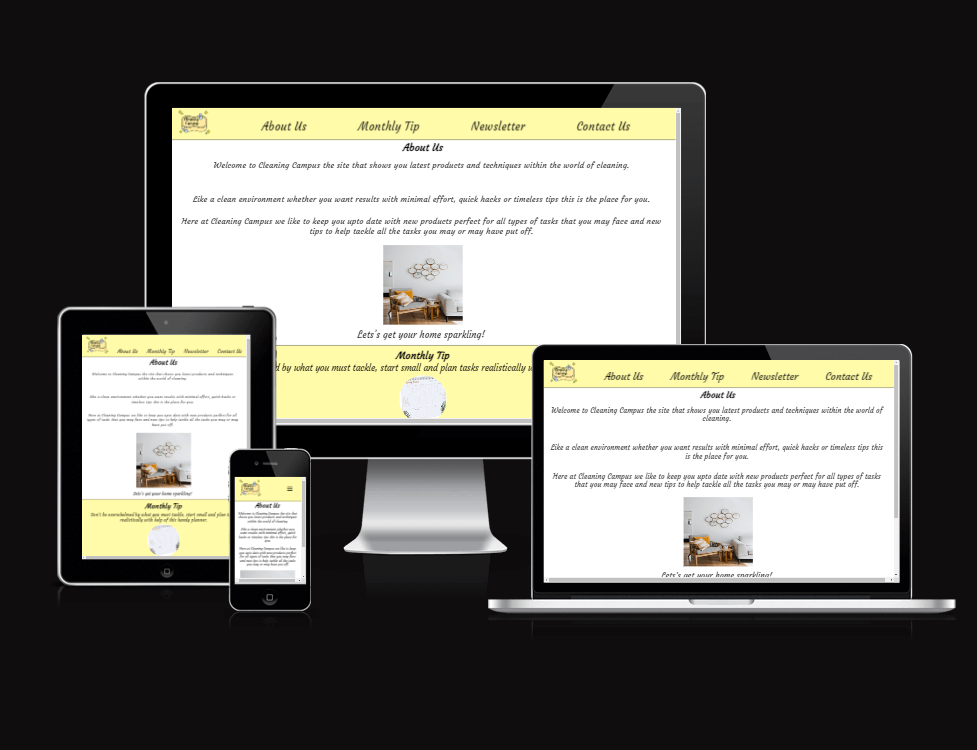 About Us Monthly Tip Newsletter Contact Us
About Us
Welcome to Cleaning Campus the site that shows you latest products and techniques within the world of cleaning.
Like a clean environment whether you want results with minimal effort, quick hacks or timeless tips this is the place for you.
Here at Cleaning Campus we like to keep you upto date with new products perfect for all types of tasks that you may face and new
tips to help tackle all the tasks you may or may have put off.
Lets's get your home sparkling!
Monthly Tip
d by what you must tackle, start small and plan tasks realistically w
About Us Monthly Tip Newsletter Contact Us
About Us
Welcome to Cleaning Campus the site that shows you latest products and techniques
within the world of cleaning.
Like a clean environment whether you want results with minimal effort, quick hacks or
timeless tips this is the place for you.
Here at Cleaning Campus we like to keep you upto date with new products perfect for all
types of tasks that you may face and new tips to help tackle all the tasks you may or may
have put off.
Lets's get your home sparkling!
Monthly Tip
Don't be overwhelmed by what you must tackle, start small and plan t
realistically with help of this handy planner
About Us
Welcome to Cleaning Campus the site that
shows you latest products and techniques
within the world of cleaning.
Like a clean environment whether you
want results with minimal effort, quick
hacks or timeless tips this is the place for
you.
Here at Cleaning Campus we like to keep
you upto date with new products perfect
for all types of tasks that you may face
and new tips to help tackle all the tasks
you may or may have put off.
About Us Monthly Tip Newsletter Contact Us
About Us
Welcome to Cleaning Campus the site that shows you latest products and techniques within the world of
cleaning.
Like a clean environment whether you want results with minimal effort, quick hacks or timeless tips this
is the place for you.
Here at Cleaning Campus we like to keep you upto date with new products perfect for all types of tasks
that you may face and new tips to help tackle all the tasks you may or may have put off.
Lets's get your home sparkling!